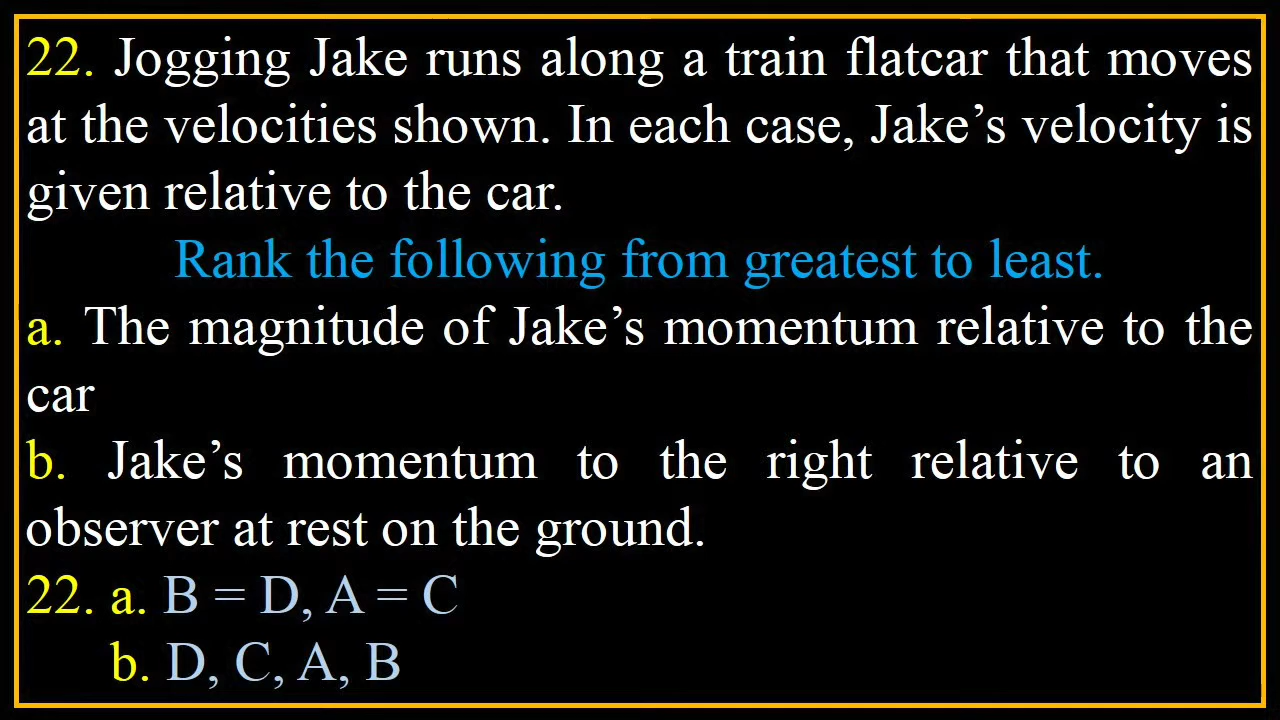 22. Jogging Jake runs along a train flatcar that moves
at the velocities shown. In each case, Jake’s velocity is
given relative to the car.
Rank the following from greatest to least.
a. The magnitude of Jake’s momentum relative to the
car
b. Jake’s momentum to the right relative to an
observer at rest on the ground.
22. a. B = D, A = C
b. D, C, A, B